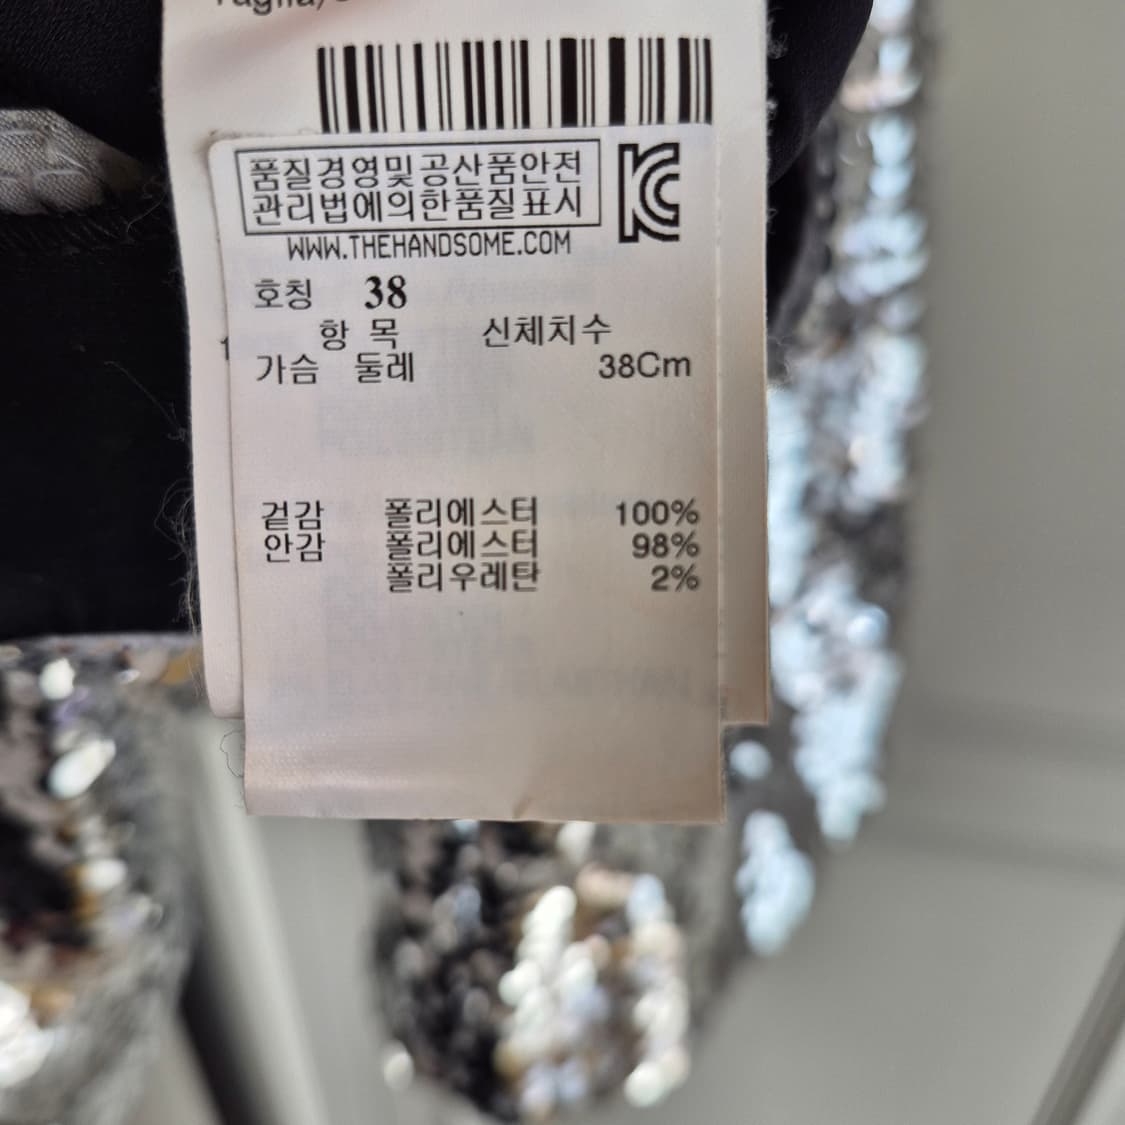 품질경영및공산품안전
관리법에의한품질표시
WWW.THEHANDSOME.COM
호칭 38
항 목 신체치수
가슴 둘레 38Cm
겉감 폴리에스터 100%
안감 폴리에스터 98%
폴리우레탄 2%